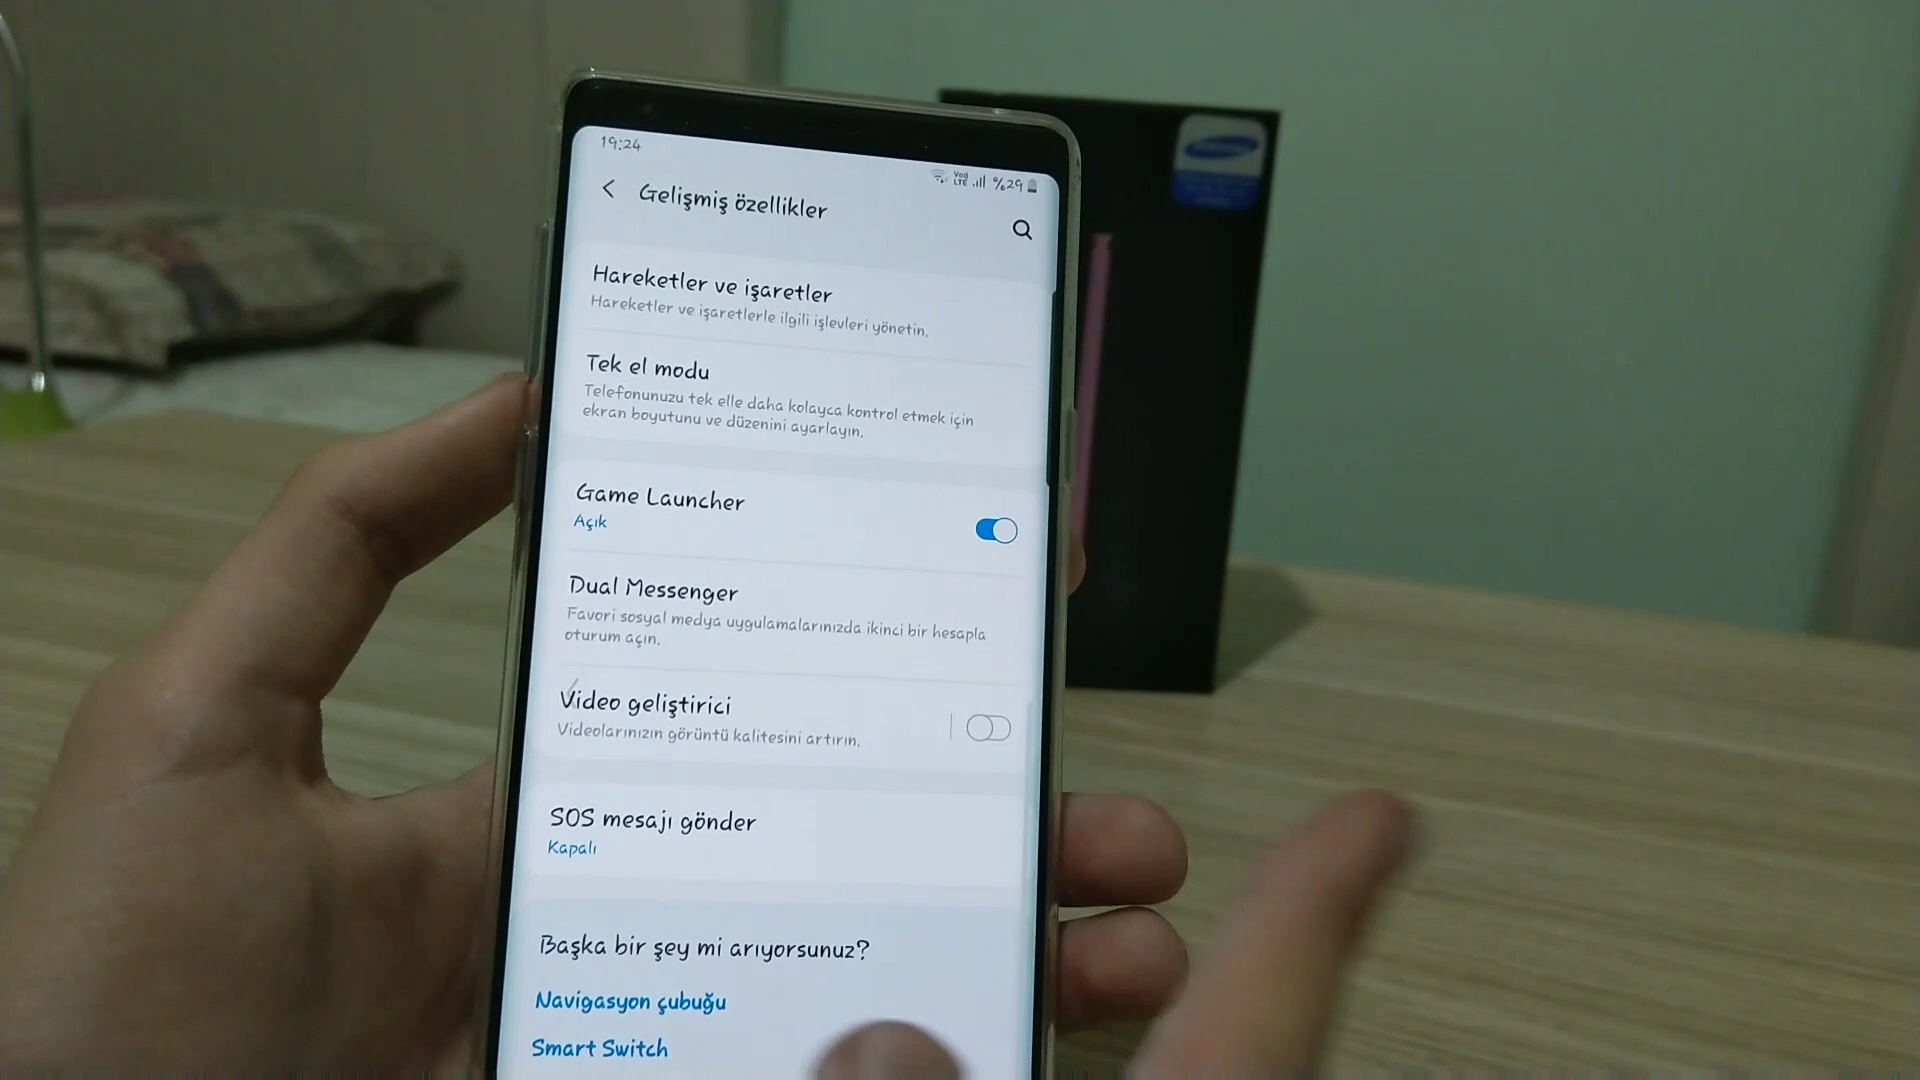 19:24
Vo)) LTE %29
Gelişmiş özellikler
Hareketler ve işaretler
Hareketler ve işaretlerle ilgili işlevleri yönetin.
Tek el modu
Telefonunuzu tek elle daha kolayca kontrol etmek için
ekran boyutunu ve düzenini ayarlayın.
Game Launcher
Açık
Dual Messenger
Favori sosyal medya uygulamalarınızda ikinci bir hesapla
oturum açın.
Video geliştirici
Videolarınızın görüntü kalitesini artırın.
SOS mesajı gönder
Kapalı
Başka bir şey mi arıyorsunuz?
Navigasyon çubuğu
Smart Switch